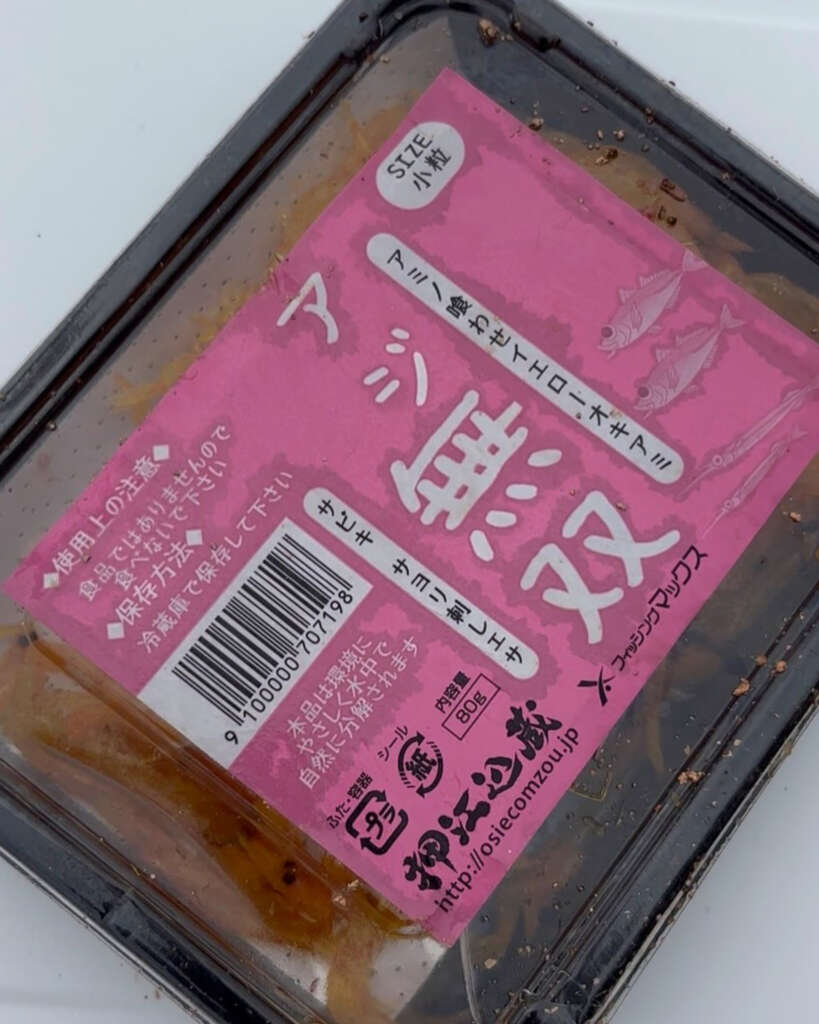 SIZE
小粒
アミノ喰わせイエローオキアミ
アジ
無双
サビキ サヨリ刺しエサ
◆使用上の注意◆
食品ではありませんので
食べないで下さい
◆保存方法◆
冷蔵庫で保存して下さい
9 100000 707198
本品は環境に
やさしく水中で
自然に分解されます
内容量
80g
フィッシングマックス
シール
紙
ふた・容器
プラ
押江込蔵
http://osiecomzou.jp